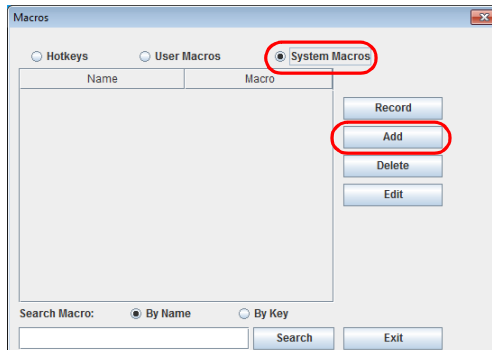 Macros
Hotkeys User Macros System Macros
Name Macro
Record
Add
Delete
Edit
Search Macro: By Name By Key
Search Exit